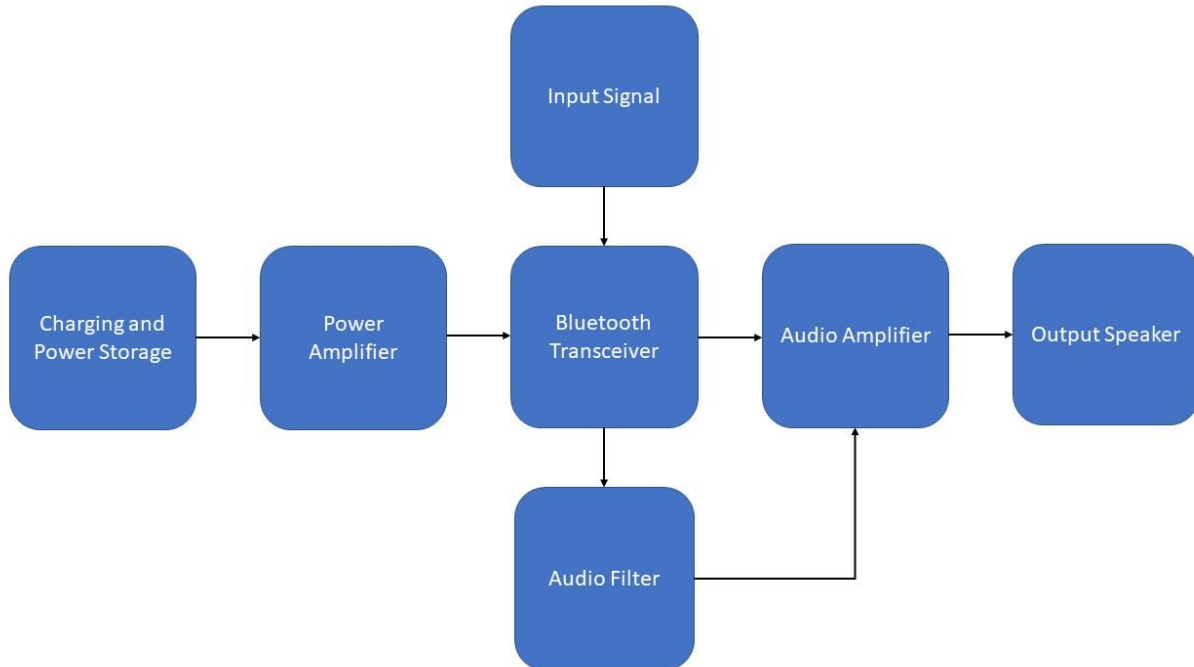 Input Signal
Charging and
Power Storage
Power
Amplifier
Bluetooth
Transceiver
Audio Amplifier
Output Speaker
Audio Filter